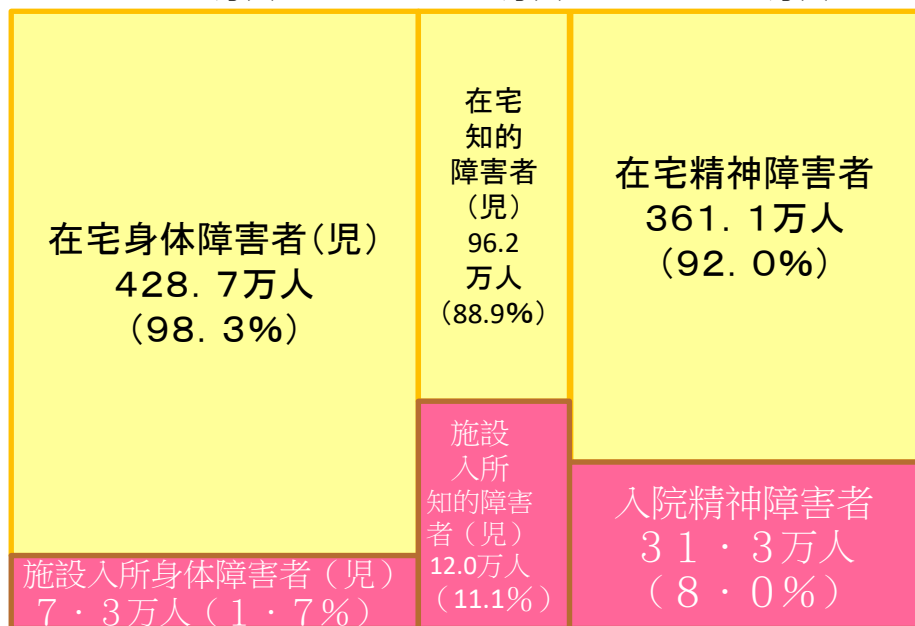 在宅身体障害者（児）
４２８．７万人
（９８．３％）
施設入所身体障害者（児）
７・３万人（１・７％）
在宅
知的
障害者
（児）
96.2
万人
（88.9％）
施設
入所
知的障害
者（児）
12.0万人
（11.1％）
在宅精神障害者
３６１．１万人
（９２．０％）
入院精神障害者
３１・３万人
（８・０％）